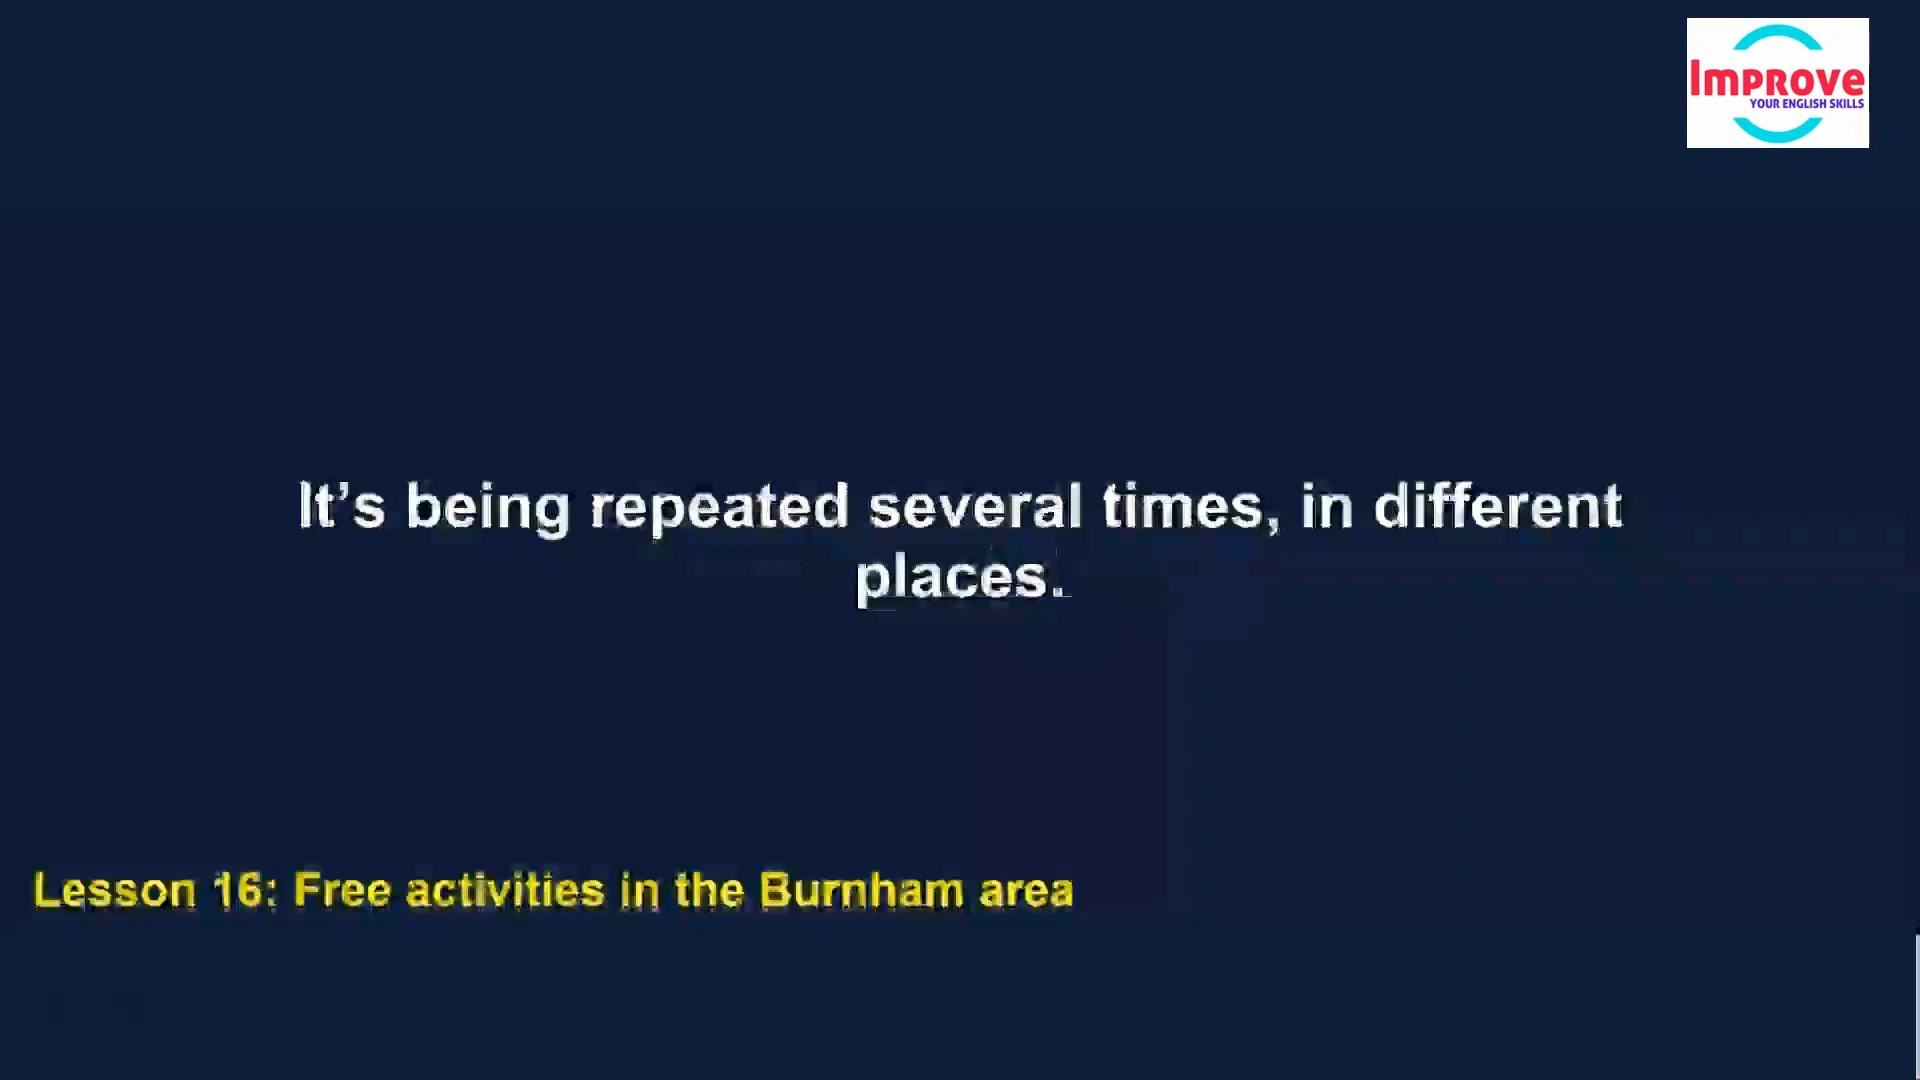 Improve
YOUR ENGLISH SKILLS
It’s being repeated several times, in different
places.
Lesson 16: Free activities in the Burnham area